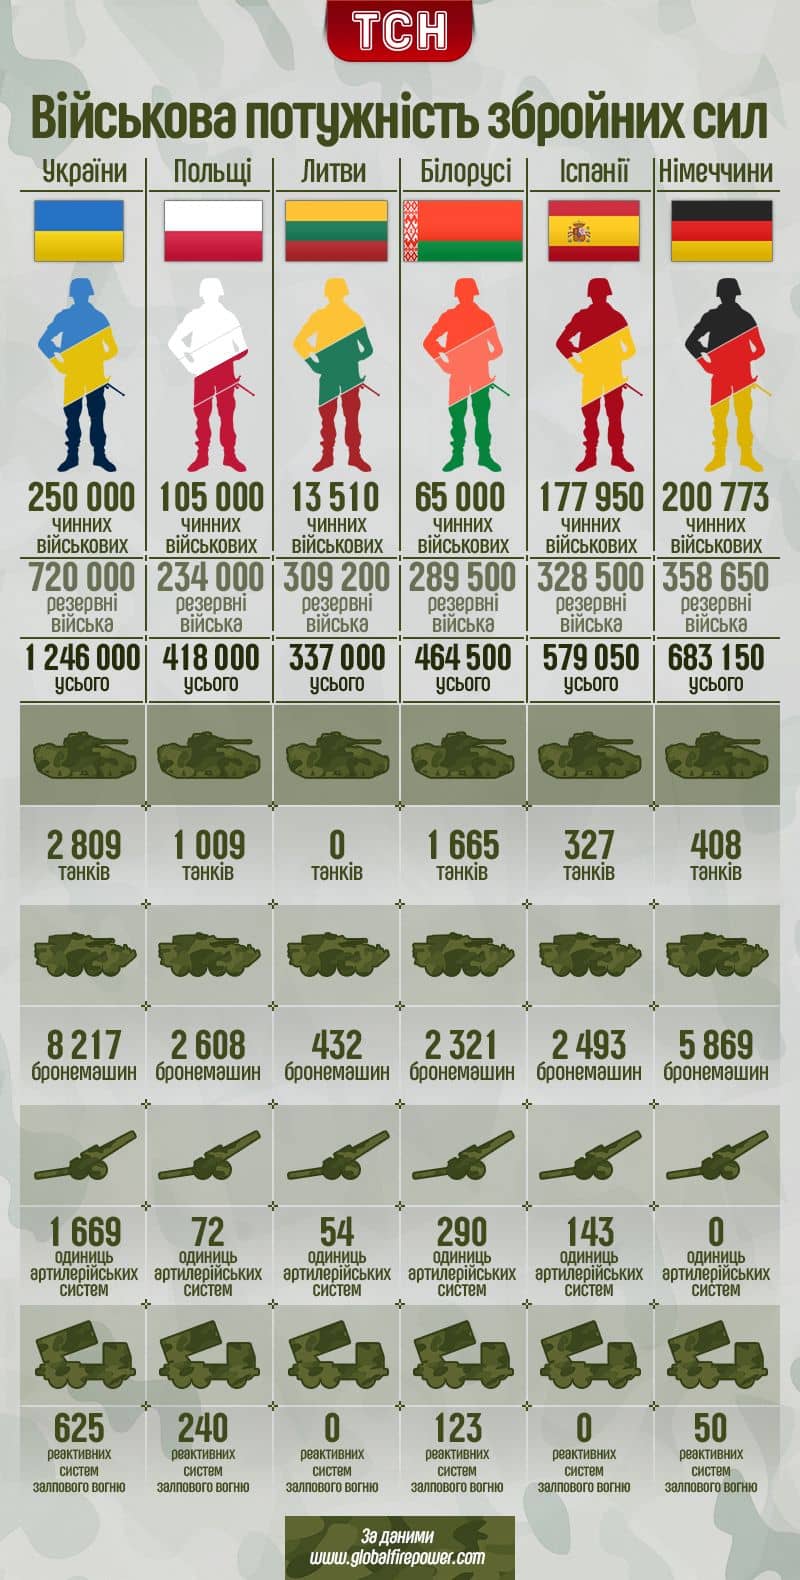 ТСН
Військова потужність збройних сил
України Польщі Литви Білорусі Іспанії Німеччини
250 000 105 000 13 510 65 000 177 950 200 773
чинних чинних чинних чинних чинних чинних
військових військових військових військових військових військових
720 000 234 000 309 200 289 500 328 500 358 650
резервні резервні резервні резервні резервні резервні
війська війська війська війська війська війська
1 246 000 418 000 337 000 464 500 579 050 683 150
усього усього усього усього усього усього
2 809 1 009 0 1 665 327 408
танків танків танків танків танків танків
8 217 2 608 432 2 321 2 493 5 869
бронемашин бронемашин бронемашин бронемашин бронемашин бронемашин
1 669 72 54 290 143 0
одиниць одиниць одиниць одиниць одиниць одиниць
артилерійських артилерійських артилерійських артилерійських артилерійських артилерійських
систем систем систем систем систем систем
625 240 0 123 0 50
реактивних реактивних реактивних реактивних реактивних реактивних
систем систем систем систем систем систем
залпового вогню залпового вогню залпового вогню залпового вогню залпового вогню залпового вогню
За даними
www.globalfirepower.com